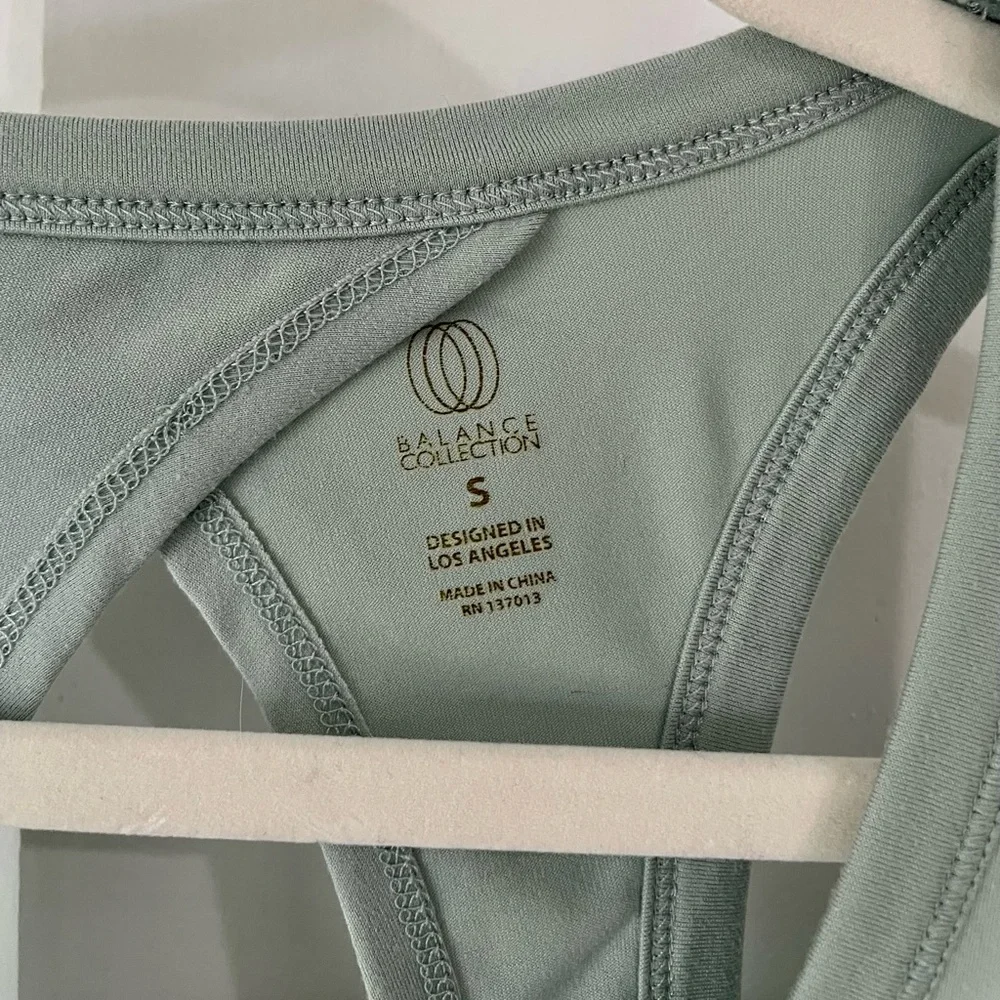 BALANCE
COLLECTION
S
DESIGNED IN
LOS ANGELES
MADE IN CHINA
RN 137013